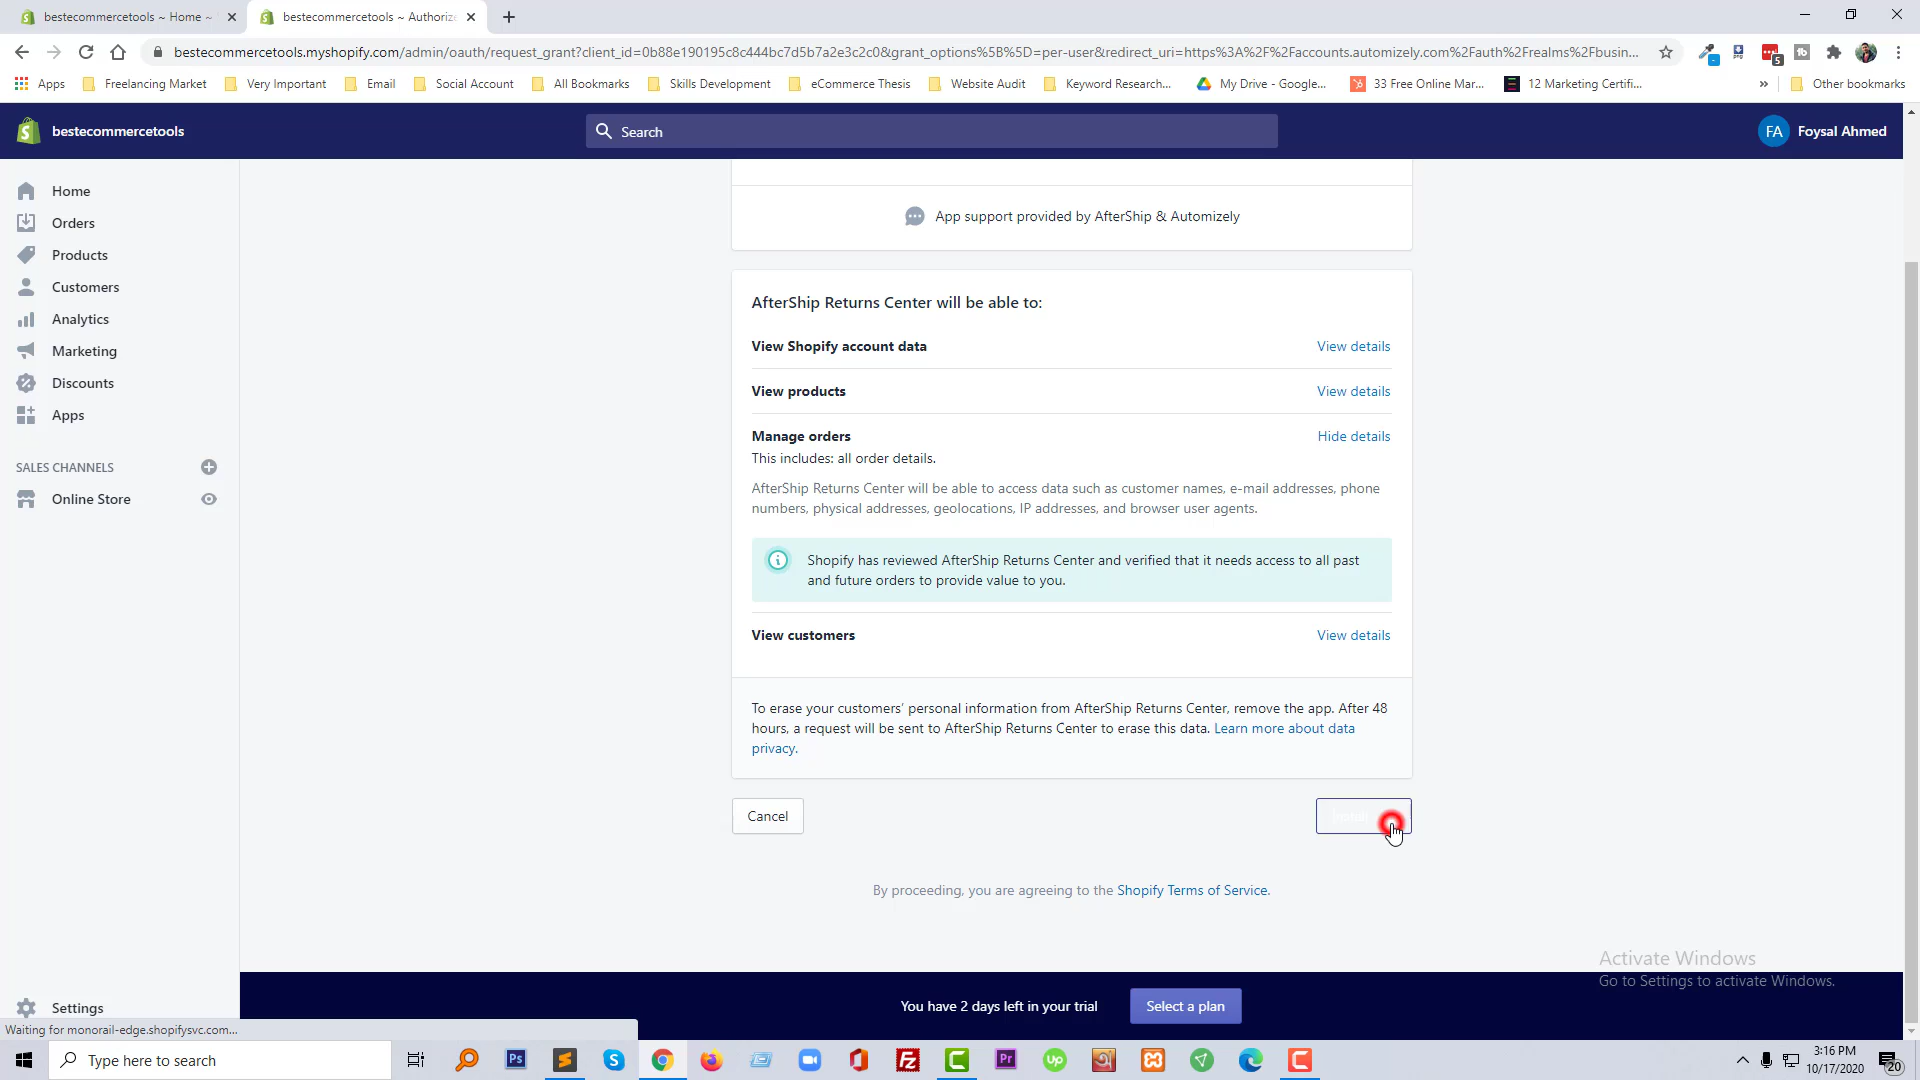 bestecommercetools ~ Home ~
bestecommercetools ~ Authorize
bestecommercetools.myshopify.com/admin/oauth/request_grant?client_id=0b88e190195c8c444bc7d5b7a2e3c2c0&grant_options%5B%5D=per-user&redirect_uri=https%3A%2F%2Faccounts.automizely.com%2Fauth%2Frealms%2Fbusin...
5
Apps
Freelancing Market
Very Important
Email
Social Account
All Bookmarks
Skills Development
eCommerce Thesis
Website Audit
Keyword Research...
My Drive - Google...
33 Free Online Mar...
12 Marketing Certifi...
»
Other bookmarks
bestecommercetools
Search
FA
Foysal Ahmed
Home
Orders
Products
Customers
Analytics
Marketing
Discounts
Apps
SALES CHANNELS
Online Store
Settings
App support provided by AfterShip & Automizely
AfterShip Returns Center will be able to:
View Shopify account data
View details
View products
View details
Manage orders
Hide details
This includes: all order details.
AfterShip Returns Center will be able to access data such as customer names, e-mail addresses, phone
numbers, physical addresses, geolocations, IP addresses, and browser user agents.
Shopify has reviewed AfterShip Returns Center and verified that it needs access to all past
and future orders to provide value to you.
View customers
View details
To erase your customers’ personal information from AfterShip Returns Center, remove the app. After 48
hours, a request will be sent to AfterShip Returns Center to erase this data. Learn more about data
privacy.
Cancel
By proceeding, you are agreeing to the Shopify Terms of Service.
Activate Windows
Go to Settings to activate Windows.
You have 2 days left in your trial
Select a plan
Waiting for monorail-edge.shopifysvc.com...
Type here to search
Ps
Pr
3:16 PM
10/17/2020
20